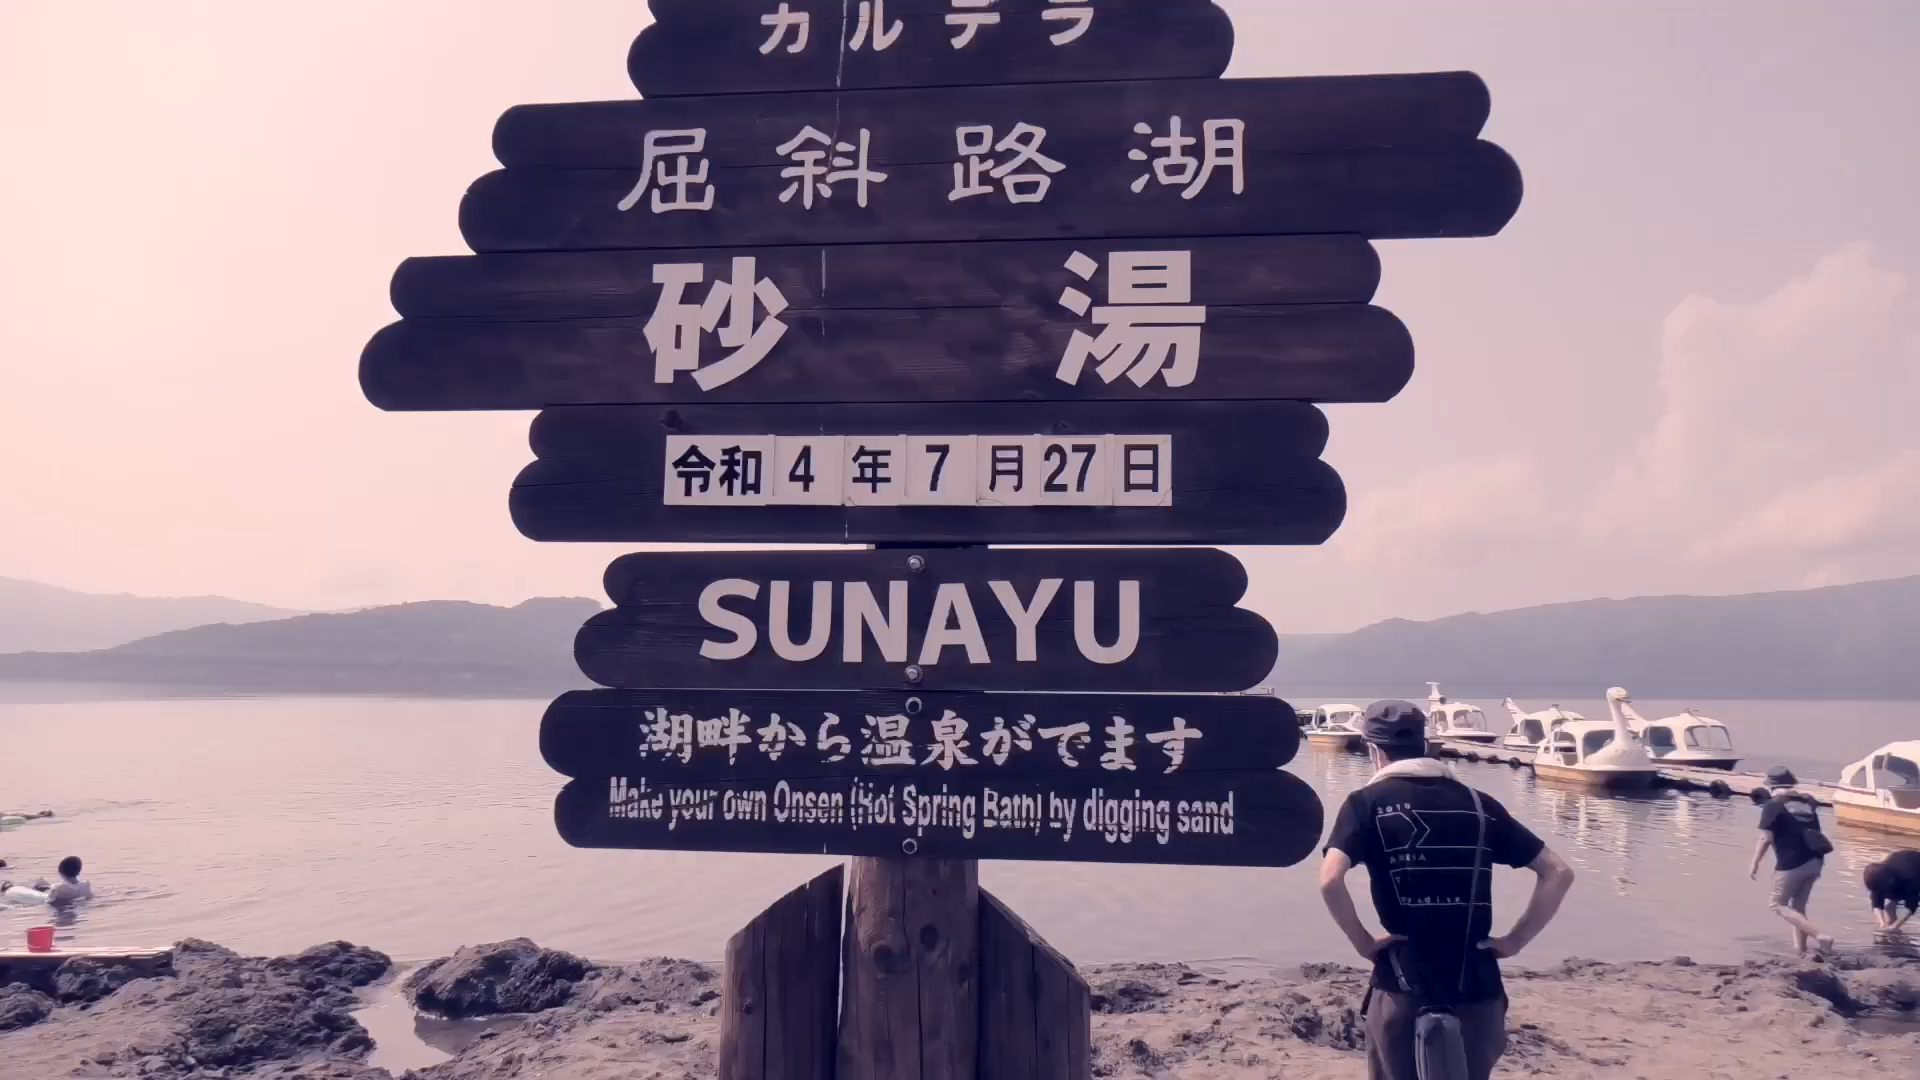 カルデラ
屈斜路湖
砂湯
令和4年7月27日
SUNAYU
湖畔から温泉がでます
Make your own Onsen (Hot Spring Bath) by digging sand
2019